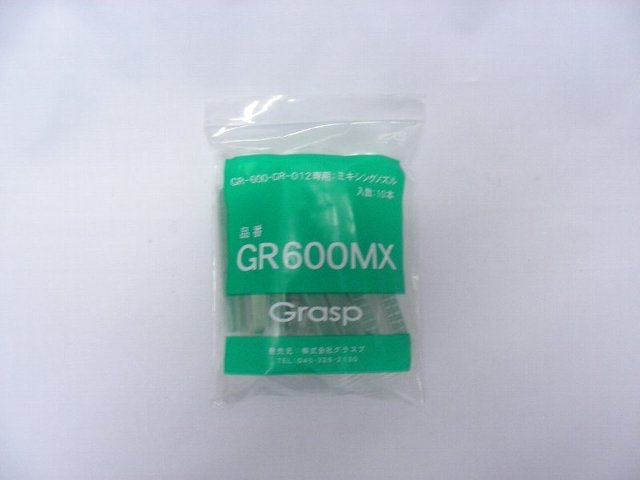 GR-600・GR-012専用:ミキシングノズル
入数:10本
品番
GR600MX
Grasp
発売元 株式会社グラスプ